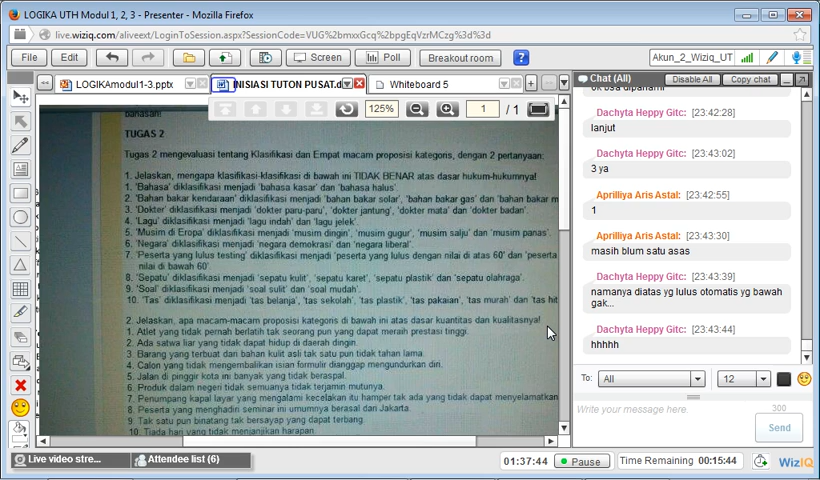 LOGIKA UTH Modul 1, 2, 3 - Presenter - Mozilla Firefox
live.wiziq.com/aliveext/LoginToSession.aspx?SessionCode=VUG%2bmxxGcq%2bpgEqVzrMCzg%3d%3d
File
Edit
Screen
Poll
Breakout room
?
Akun_2_Wiziq_UT
LOGIKAmodul1-3.pptx
INISIASI TUTON PUSAT.d
Whiteboard 5
125%
1
/ 1
bahasan!
TUGAS 2
Tugas 2 mengevaluasi tentang Klasifikasi dan Empat macam proposisi kategoris, dengan 2 pertanyaan:
1. Jelaskan, mengapa klasifikasi-klasifikasi di bawah ini TIDAK BENAR atas dasar hukum-hukumnya!
1. 'Bahasa' diklasifikasi menjadi 'bahasa kasar' dan 'bahasa halus'.
2. 'Bahan bakar kendaraan' diklasifikasi menjadi 'bahan bakar solar', 'bahan bakar gas' dan 'bahan bakar m
3. 'Dokter' diklasifikasi menjadi 'dokter paru-paru', 'dokter jantung', 'dokter mata' dan 'dokter badan'.
4. 'Lagu' diklasifikasi menjadi 'lagu indah' dan 'lagu jelek'.
5. 'Musim di Eropa' diklasifikasi menjadi 'musim dingin', 'musim gugur', 'musim salju' dan 'musim panas'.
6. 'Negara' diklasifikasi menjadi 'negara demokrasi' dan 'negara liberal'.
7. 'Peserta yang lulus testing' diklasifikasi menjadi 'peserta yang lulus dengan nilai di atas 60' dan 'peserta
nilai di bawah 60'.
8. 'Sepatu' diklasifikasi menjadi 'sepatu kulit', 'sepatu karet', 'sepatu plastik' dan 'sepatu olahraga'.
9. 'Soal' diklasifikasi menjadi 'soal sulit' dan 'soal mudah'.
10. 'Tas' diklasifikasi menjadi 'tas belanja', 'tas sekolah', 'tas plastik', 'tas pakaian', 'tas murah' dan 'tas hit
2. Jelaskan, apa macam-macam proposisi kategoris di bawah ini atas dasar kuantitas dan kualitasnya!
1. Atlet yang tidak pernah berlatih tak seorang pun yang dapat meraih prestasi tinggi.
2. Ada satwa liar yang tidak dapat hidup di daerah dingin.
3. Barang yang terbuat dari bahan kulit asli tak satu pun tidak tahan lama.
4. Calon yang tidak mengembalikan isian formulir dianggap mengundurkan diri.
5. Jalan di pinggir kota ini banyak yang tidak beraspal.
6. Produk dalam negeri tidak semuanya tidak terjamin mutunya.
7. Penumpang kapal layar yang mengalami kecelakaan itu hampir tak ada yang tidak dapat menyelamatkan
8. Peserta yang menghadiri seminar ini umumnya berasal dari Jakarta.
9. Tak satu pun binatang tak bersayap yang dapat terbang.
10. Tiada hari yang tidak menjanjikan harapan.
Chat (All)
Disable All
Copy chat
Dachyta Heppy Gitc: [23:42:28]
lanjut
Dachyta Heppy Gitc: [23:43:02]
3 ya
Aprilliya Aris Astal: [23:42:55]
1
Aprilliya Aris Astal: [23:43:30]
masih blum satu asas
Dachyta Heppy Gitc: [23:43:39]
namanya diatas yg lulus otomatis yg bawah
gak...
Dachyta Heppy Gitc: [23:43:44]
hhhhh
To:
All
12
Write your message here.
300
Send
Live video stre...
Attendee list (6)
01:37:44
Pause
Time Remaining
00:15:44
WizIQ